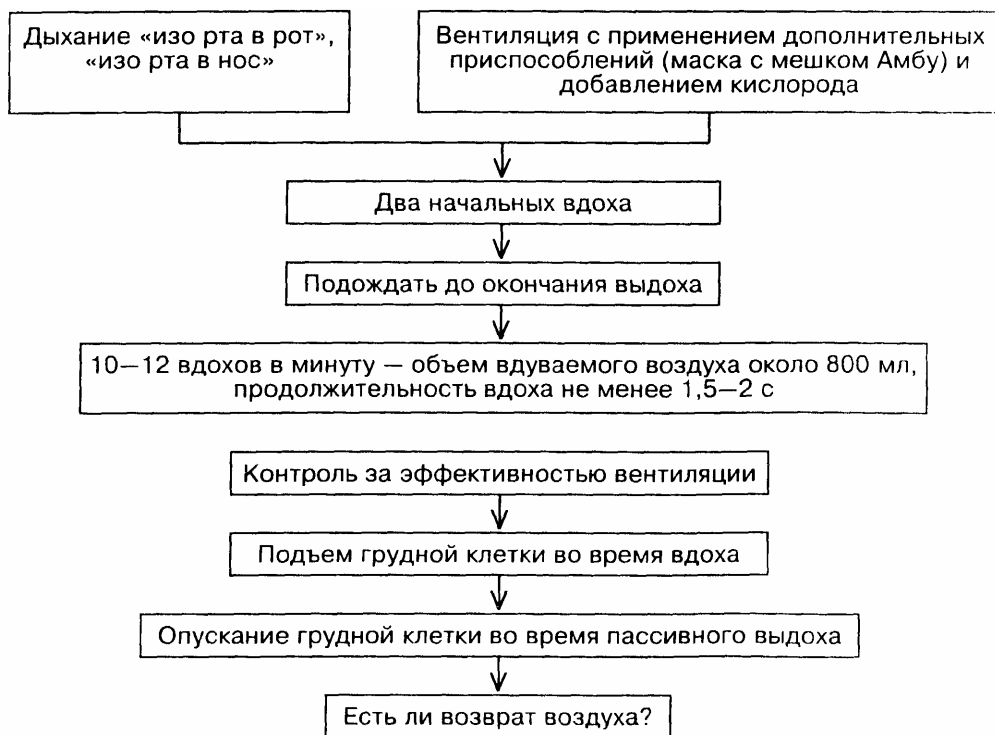 Дыхание «изо рта в рот»,
«изо рта в нос»
Вентиляция с применением дополнительных
приспособлений (маска с мешком Амбу) и
добавлением кислорода
Два начальных вдоха
Подождать до окончания выдоха
10—12 вдохов в минуту — объем вдуваемого воздуха около 800 мл,
продолжительность вдоха не менее 1,5—2 с
Контроль за эффективностью вентиляции
Подъем грудной клетки во время вдоха
Опускание грудной клетки во время пассивного выдоха
Есть ли возврат воздуха?